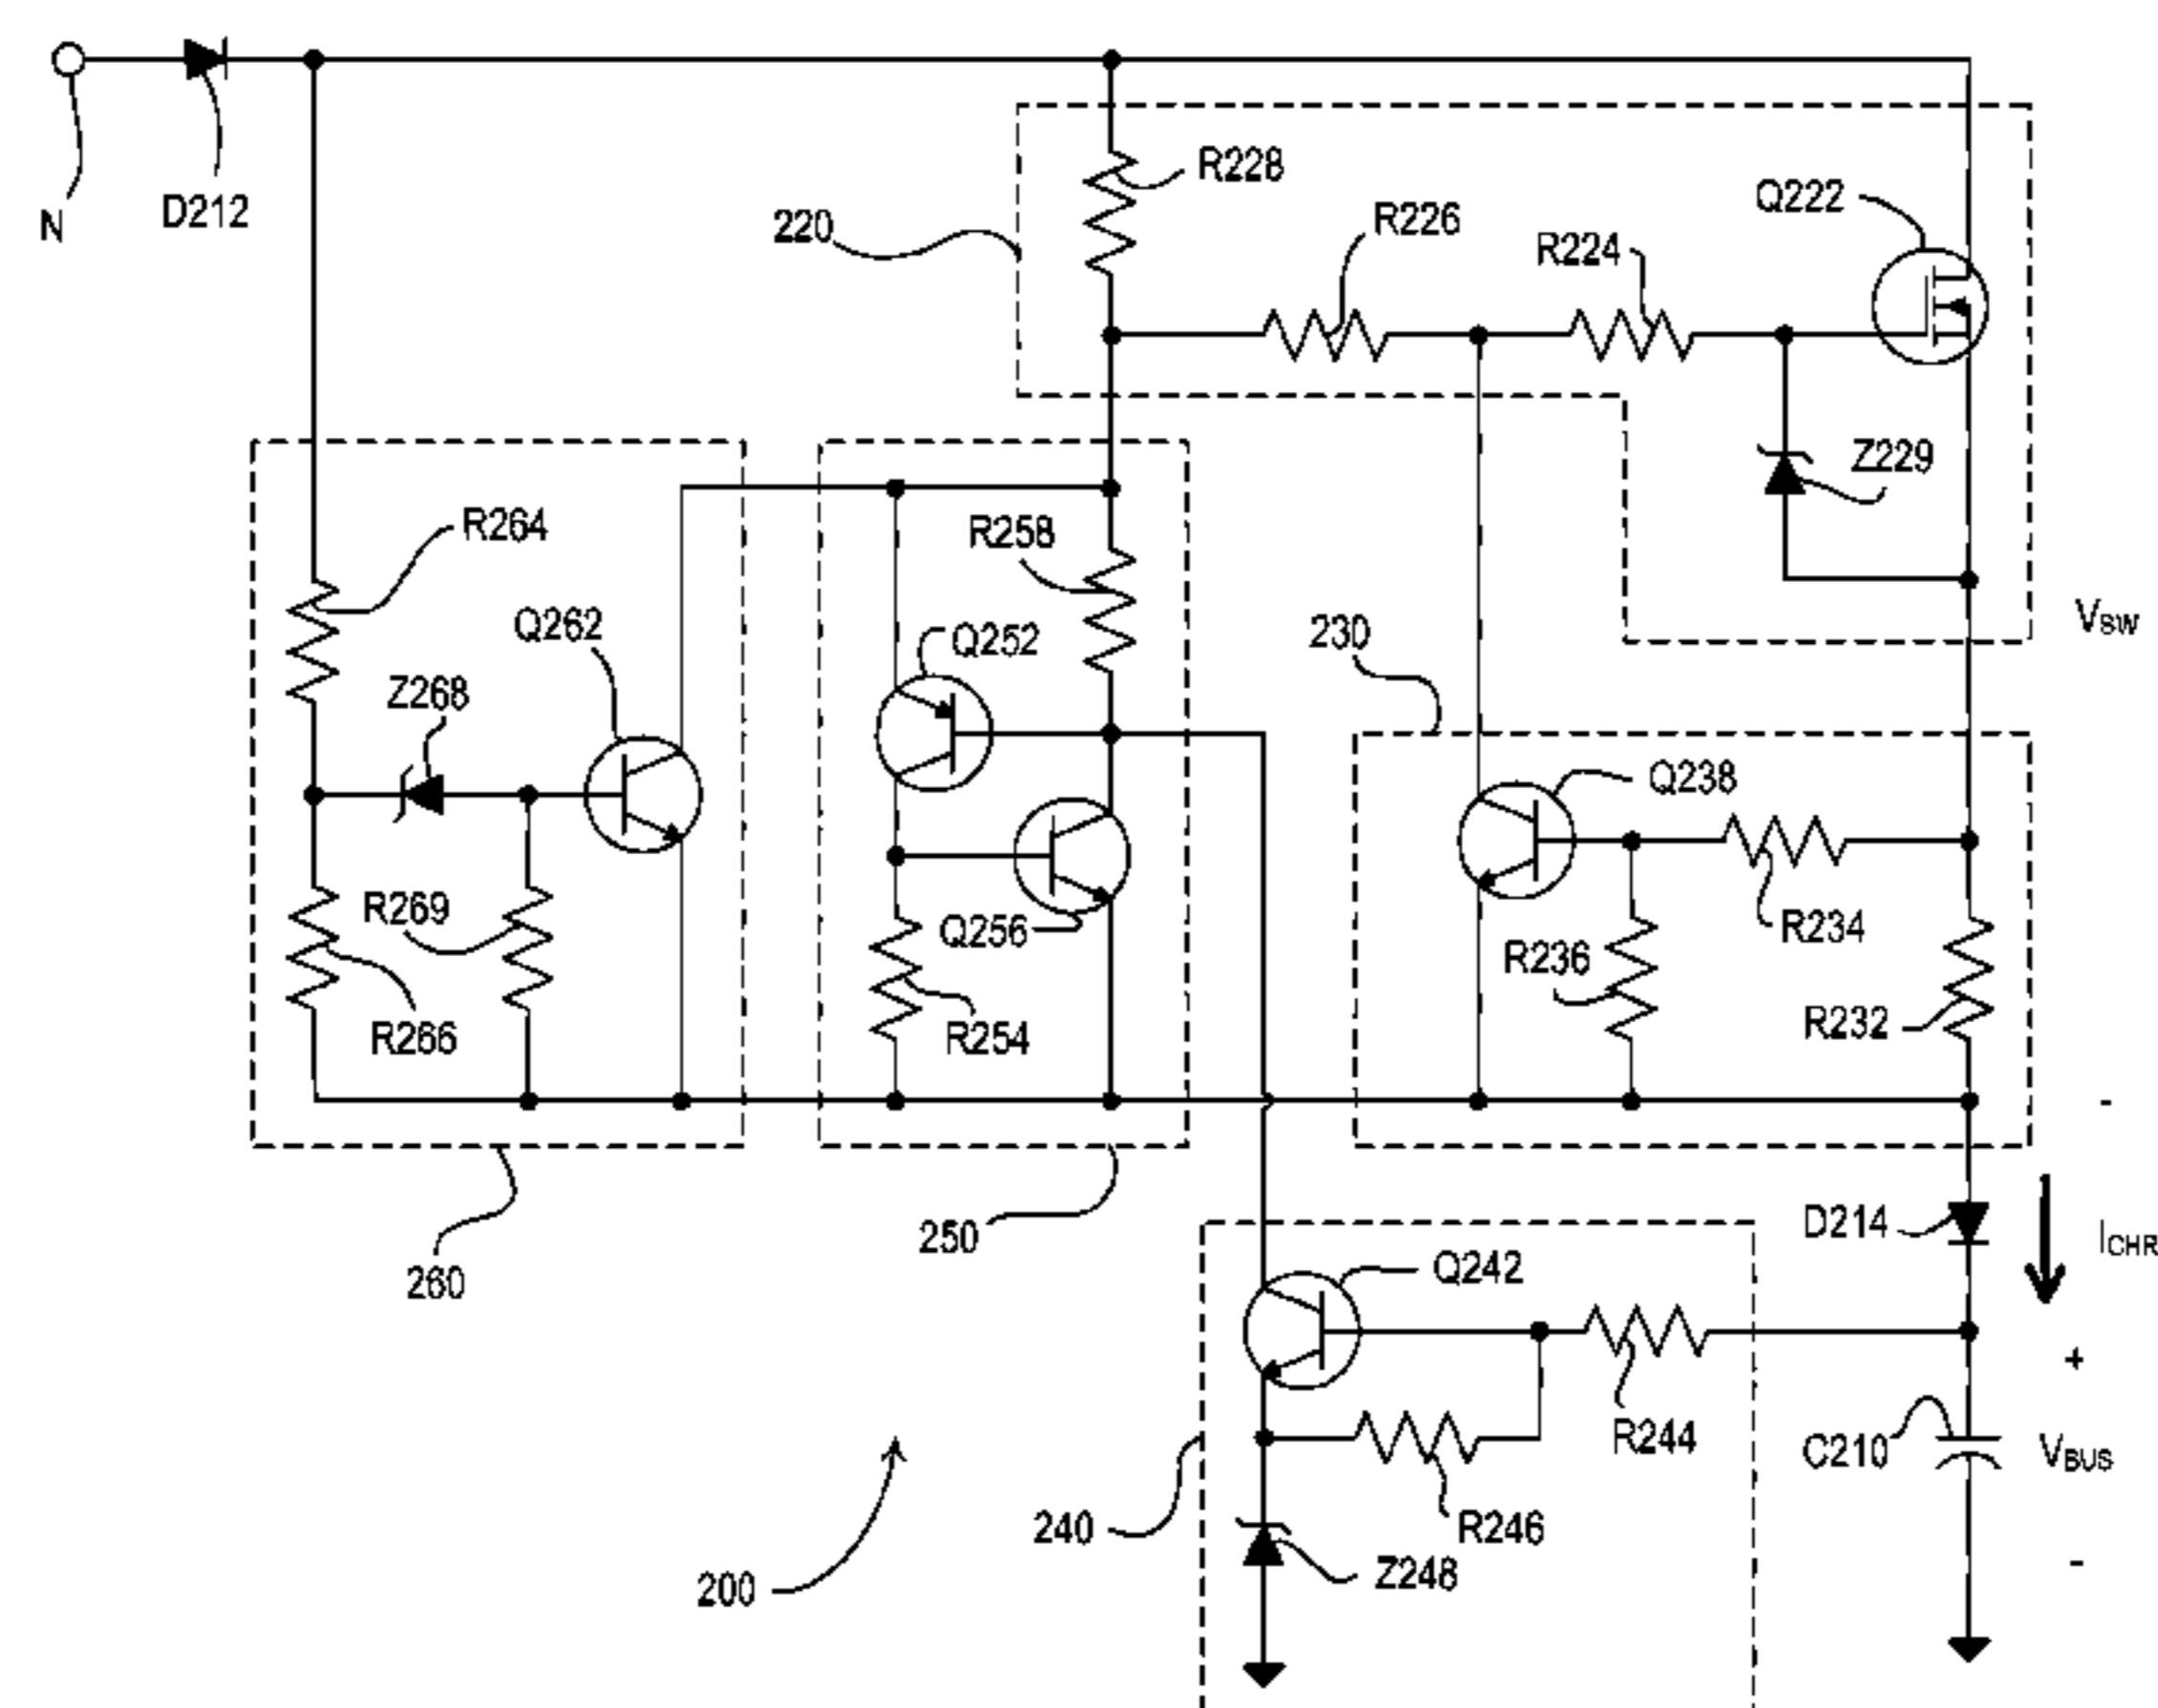 N
D212
R228
220
R226
R224
Q222
Z229
VSW
R264
Q262
Z268
R269
R266
260
R258
Q252
Q256
R254
250
230
Q238
R234
R236
R232
-
D214
ICHR
Q242
R244
R246
Z248
240
+
C210
VBUS
-
200